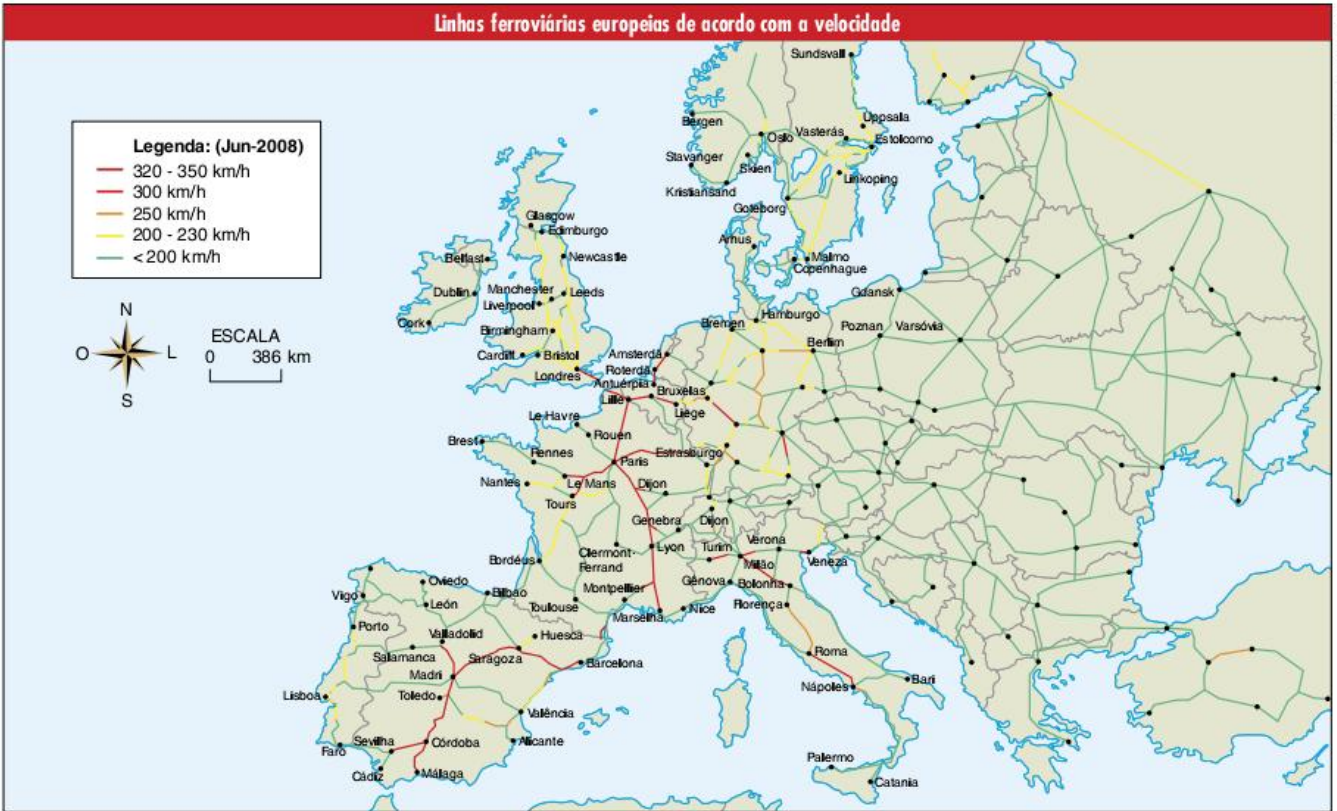 Linhas ferroviárias europeias de acordo com a velocidade
Legenda: (Jun-2008)
320 - 350 km/h
300 km/h
250 km/h
200 - 230 km/h
<200 km/h
N
O
L
S
ESCALA
0 386 km
Sundsvall
Bergen
Oslo
Vasterás
Uppsala
Estolcomo
Stavanger
Skien
Linkoping
Kristiansand
Goteborg
Glasgow
Edimburgo
Arhus
Belfast
Newcastle
Malmo
Copenhague
Dublin
Manchester
Leeds
Liverpool
Gdansk
Cork
Birmingham
Bremen
Hamburgo
Poznan
Varsóvia
Cardiff
Bristol
Amsterdã
Berlim
Londres
Roterdã
Antuérpia
Bruxelas
Lille
Liège
Le Havre
Rouen
Brest
Rennes
Paris
Estrasburgo
Nantes
Le Mans
Dijon
Tours
Genebra
Dijon
Bordéus
Clermont-
Ferrand
Lyon
Turim
Verona
Milão
Veneza
Oviedo
Bilbao
Montpellier
Gênova
Bolonha
Vigo
León
Toulouse
Marselha
Nice
Florença
Porto
Valladolid
Huesca
Salamanca
Saragoza
Barcelona
Roma
Madri
Lisboa
Toledo
Nápoles
Bari
Valência
Faro
Sevilha
Córdoba
Alicante
Cádiz
Málaga
Palermo
Catania